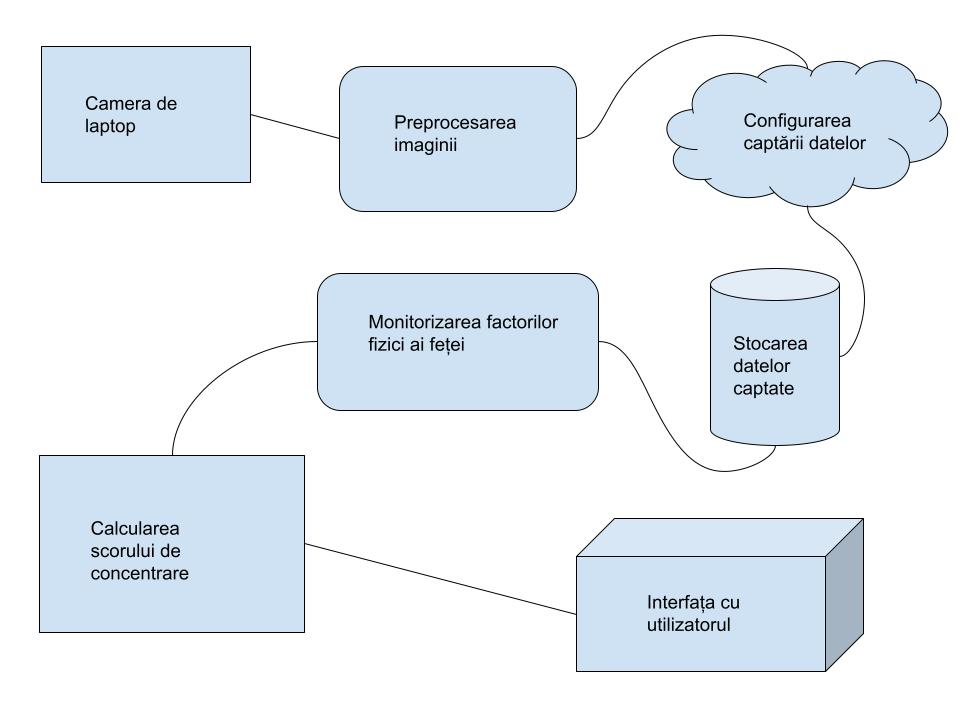 Camera de
laptop
Preprocesarea
imaginii
Configurarea
captării datelor
Monitorizarea factorilor
fizici ai feței
Stocarea
datelor
captate
Calcularea
scorului de
concentrare
Interfața cu
utilizatorul